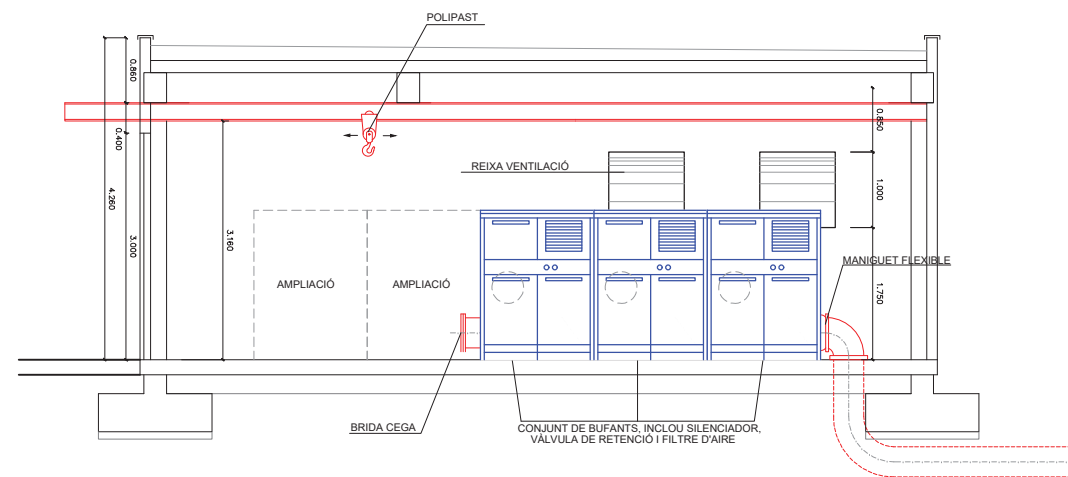 POLIPAST
0.860
0.400
4.260
3.000
3.160
REIXA VENTILACIÓ
0.850
1.000
1.750
MANIGUET FLEXIBLE
AMPLIACIÓ
AMPLIACIÓ
BRIDA CEGA
CONJUNT DE BUFANTS, INCLOU SILENCIADOR,
VÀLVULA DE RETENCIÓ I FILTRE D'AIRE